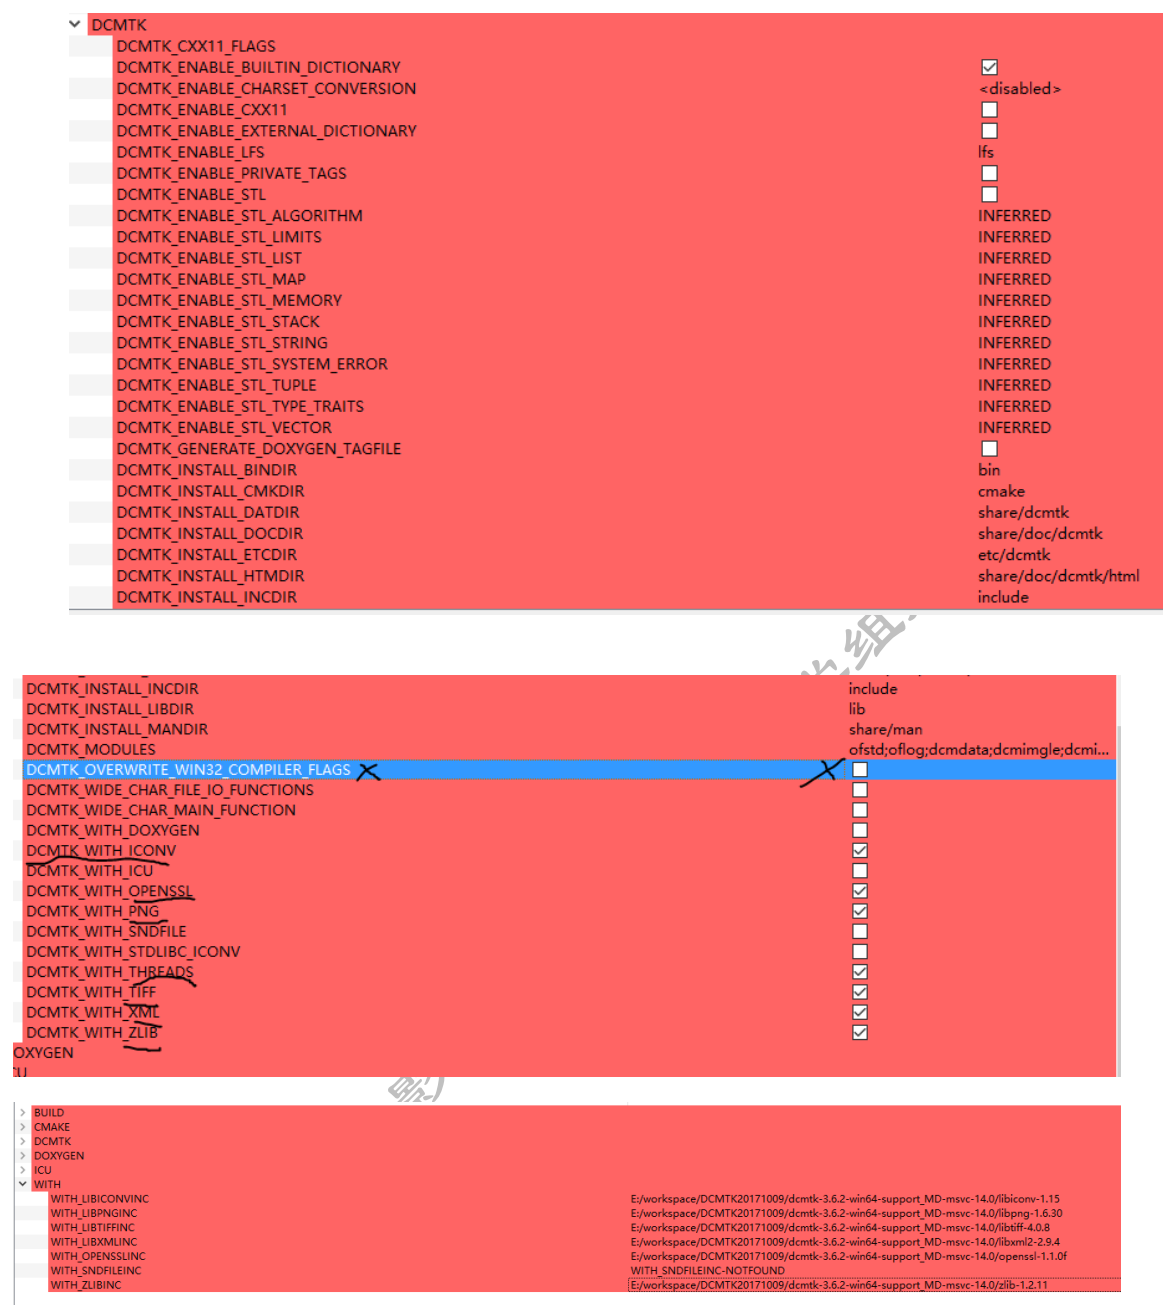 DCMTK
DCMTK_CXX11_FLAGS
DCMTK_ENABLE_BUILTIN_DICTIONARY
DCMTK_ENABLE_CHARSET_CONVERSION <disabled>
DCMTK_ENABLE_CXX11
DCMTK_ENABLE_EXTERNAL_DICTIONARY
DCMTK_ENABLE_LFS lfs
DCMTK_ENABLE_PRIVATE_TAGS
DCMTK_ENABLE_STL
DCMTK_ENABLE_STL_ALGORITHM INFERRED
DCMTK_ENABLE_STL_LIMITS INFERRED
DCMTK_ENABLE_STL_LIST INFERRED
DCMTK_ENABLE_STL_MAP INFERRED
DCMTK_ENABLE_STL_MEMORY INFERRED
DCMTK_ENABLE_STL_STACK INFERRED
DCMTK_ENABLE_STL_STRING INFERRED
DCMTK_ENABLE_STL_SYSTEM_ERROR INFERRED
DCMTK_ENABLE_STL_TUPLE INFERRED
DCMTK_ENABLE_STL_TYPE_TRAITS INFERRED
DCMTK_ENABLE_STL_VECTOR INFERRED
DCMTK_GENERATE_DOXYGEN_TAGFILE
DCMTK_INSTALL_BINDIR bin
DCMTK_INSTALL_CMKDIR cmake
DCMTK_INSTALL_DATDIR share/dcmtk
DCMTK_INSTALL_DOCDIR share/doc/dcmtk
DCMTK_INSTALL_ETCDIR etc/dcmtk
DCMTK_INSTALL_HTMDIR share/doc/dcmtk/html
DCMTK_INSTALL_INCDIR include
组
DCMTK_INSTALL_INCDIR include
DCMTK_INSTALL_LIBDIR lib
DCMTK_INSTALL_MANDIR share/man
DCMTK_MODULES ofstd;oflog;dcmdata;dcmimgle;dcmi...
DCMTK_OVERWRITE_WIN32_COMPILER_FLAGS
DCMTK_WIDE_CHAR_FILE_IO_FUNCTIONS
DCMTK_WIDE_CHAR_MAIN_FUNCTION
DCMTK_WITH_DOXYGEN
DCMTK_WITH_ICONV
DCMTK_WITH_ICU
DCMTK_WITH_OPENSSL
DCMTK_WITH_PNG
DCMTK_WITH_SNDFILE
DCMTK_WITH_STDLIBC_ICONV
DCMTK_WITH_THREADS
DCMTK_WITH_TIFF
DCMTK_WITH_XML
DCMTK_WITH_ZLIB
OXYGEN
CU
影
BUILD
CMAKE
DCMTK
DOXYGEN
ICU
WITH
WITH_LIBICONVINC E:/workspace/DCMTK20171009/dcmtk-3.6.2-win64-support_MD-msvc-14.0/libiconv-1.15
WITH_LIBPNGINC E:/workspace/DCMTK20171009/dcmtk-3.6.2-win64-support_MD-msvc-14.0/libpng-1.6.30
WITH_LIBTIFFINC E:/workspace/DCMTK20171009/dcmtk-3.6.2-win64-support_MD-msvc-14.0/libtiff-4.0.8
WITH_LIBXMLINC E:/workspace/DCMTK20171009/dcmtk-3.6.2-win64-support_MD-msvc-14.0/libxml2-2.9.4
WITH_OPENSSLINC E:/workspace/DCMTK20171009/dcmtk-3.6.2-win64-support_MD-msvc-14.0/openssl-1.1.0f
WITH_SNDFILEINC WITH_SNDFILEINC-NOTFOUND
WITH_ZLIBINC E:/workspace/DCMTK20171009/dcmtk-3.6.2-win64-support_MD-msvc-14.0/zlib-1.2.11